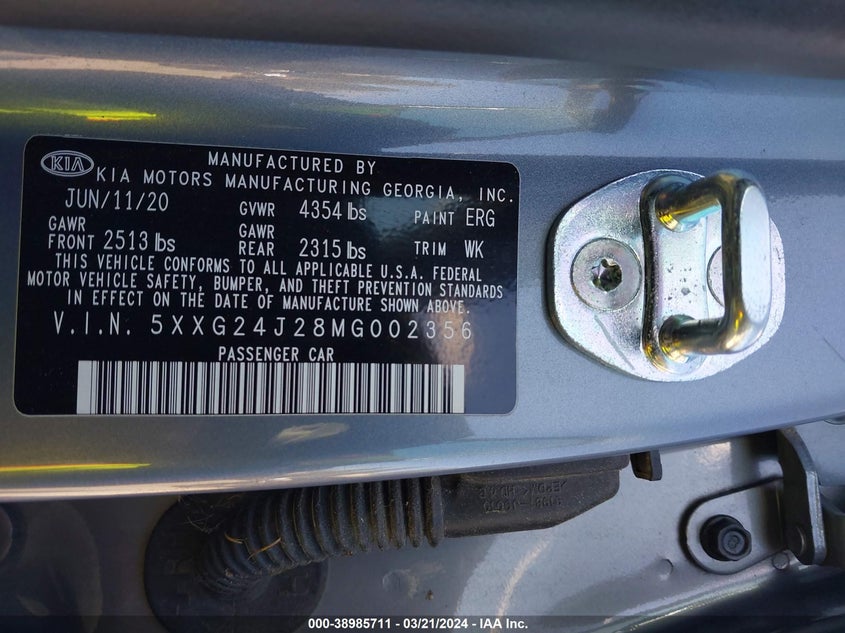 KIA
MANUFACTURED BY
KIA MOTORS MANUFACTURING GEORGIA, INC.
JUN/11/20 GVWR 4354 lbs PAINT ERG
GAWR FRONT 2513 lbs GAWR REAR 2315 lbs TRIM WK
THIS VEHICLE CONFORMS TO ALL APPLICABLE U.S.A. FEDERAL
MOTOR VEHICLE SAFETY, BUMPER, AND THEFT PREVENTION STANDARDS
IN EFFECT ON THE DATE OF MANUFACTURE SHOWN ABOVE.
V.I.N. 5XXG24J28MG002356
PASSENGER CAR
000-38985711 - 03/21/2024 - IAA Inc.